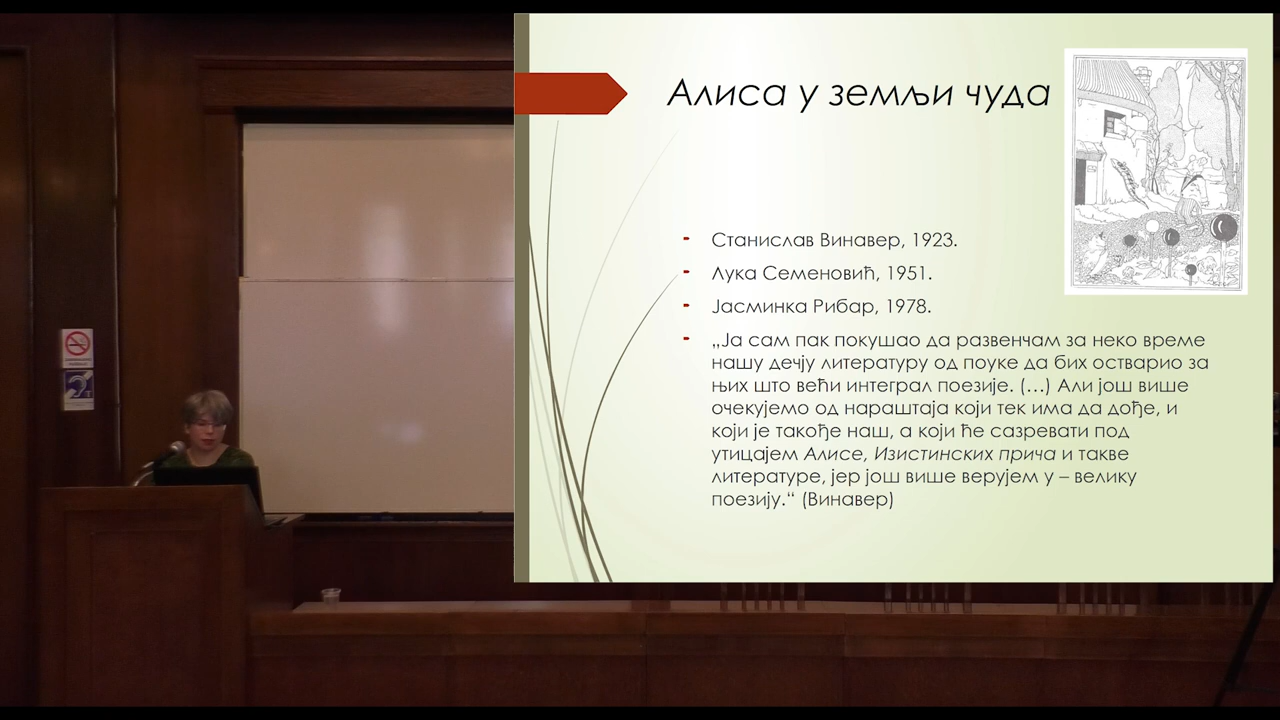 Алиса у земљи чуда
Станислав Винавер, 1923.
Лука Семеновић, 1951.
Јасминка Рибар, 1978.
„Ја сам пак покушао да развенчам за неко време
нашу дечју литературу од поуке да бих остварио за
њих што већи интеграл поезије. (...) Али још више
очекујемо од нараштаја који тек има да дође, и
који је такође наш, а који ће сазревати под
утицајем Алисе, Изистинских прича и такве
литературе, јер још више верујем у – велику
поезију.“ (Винавер)